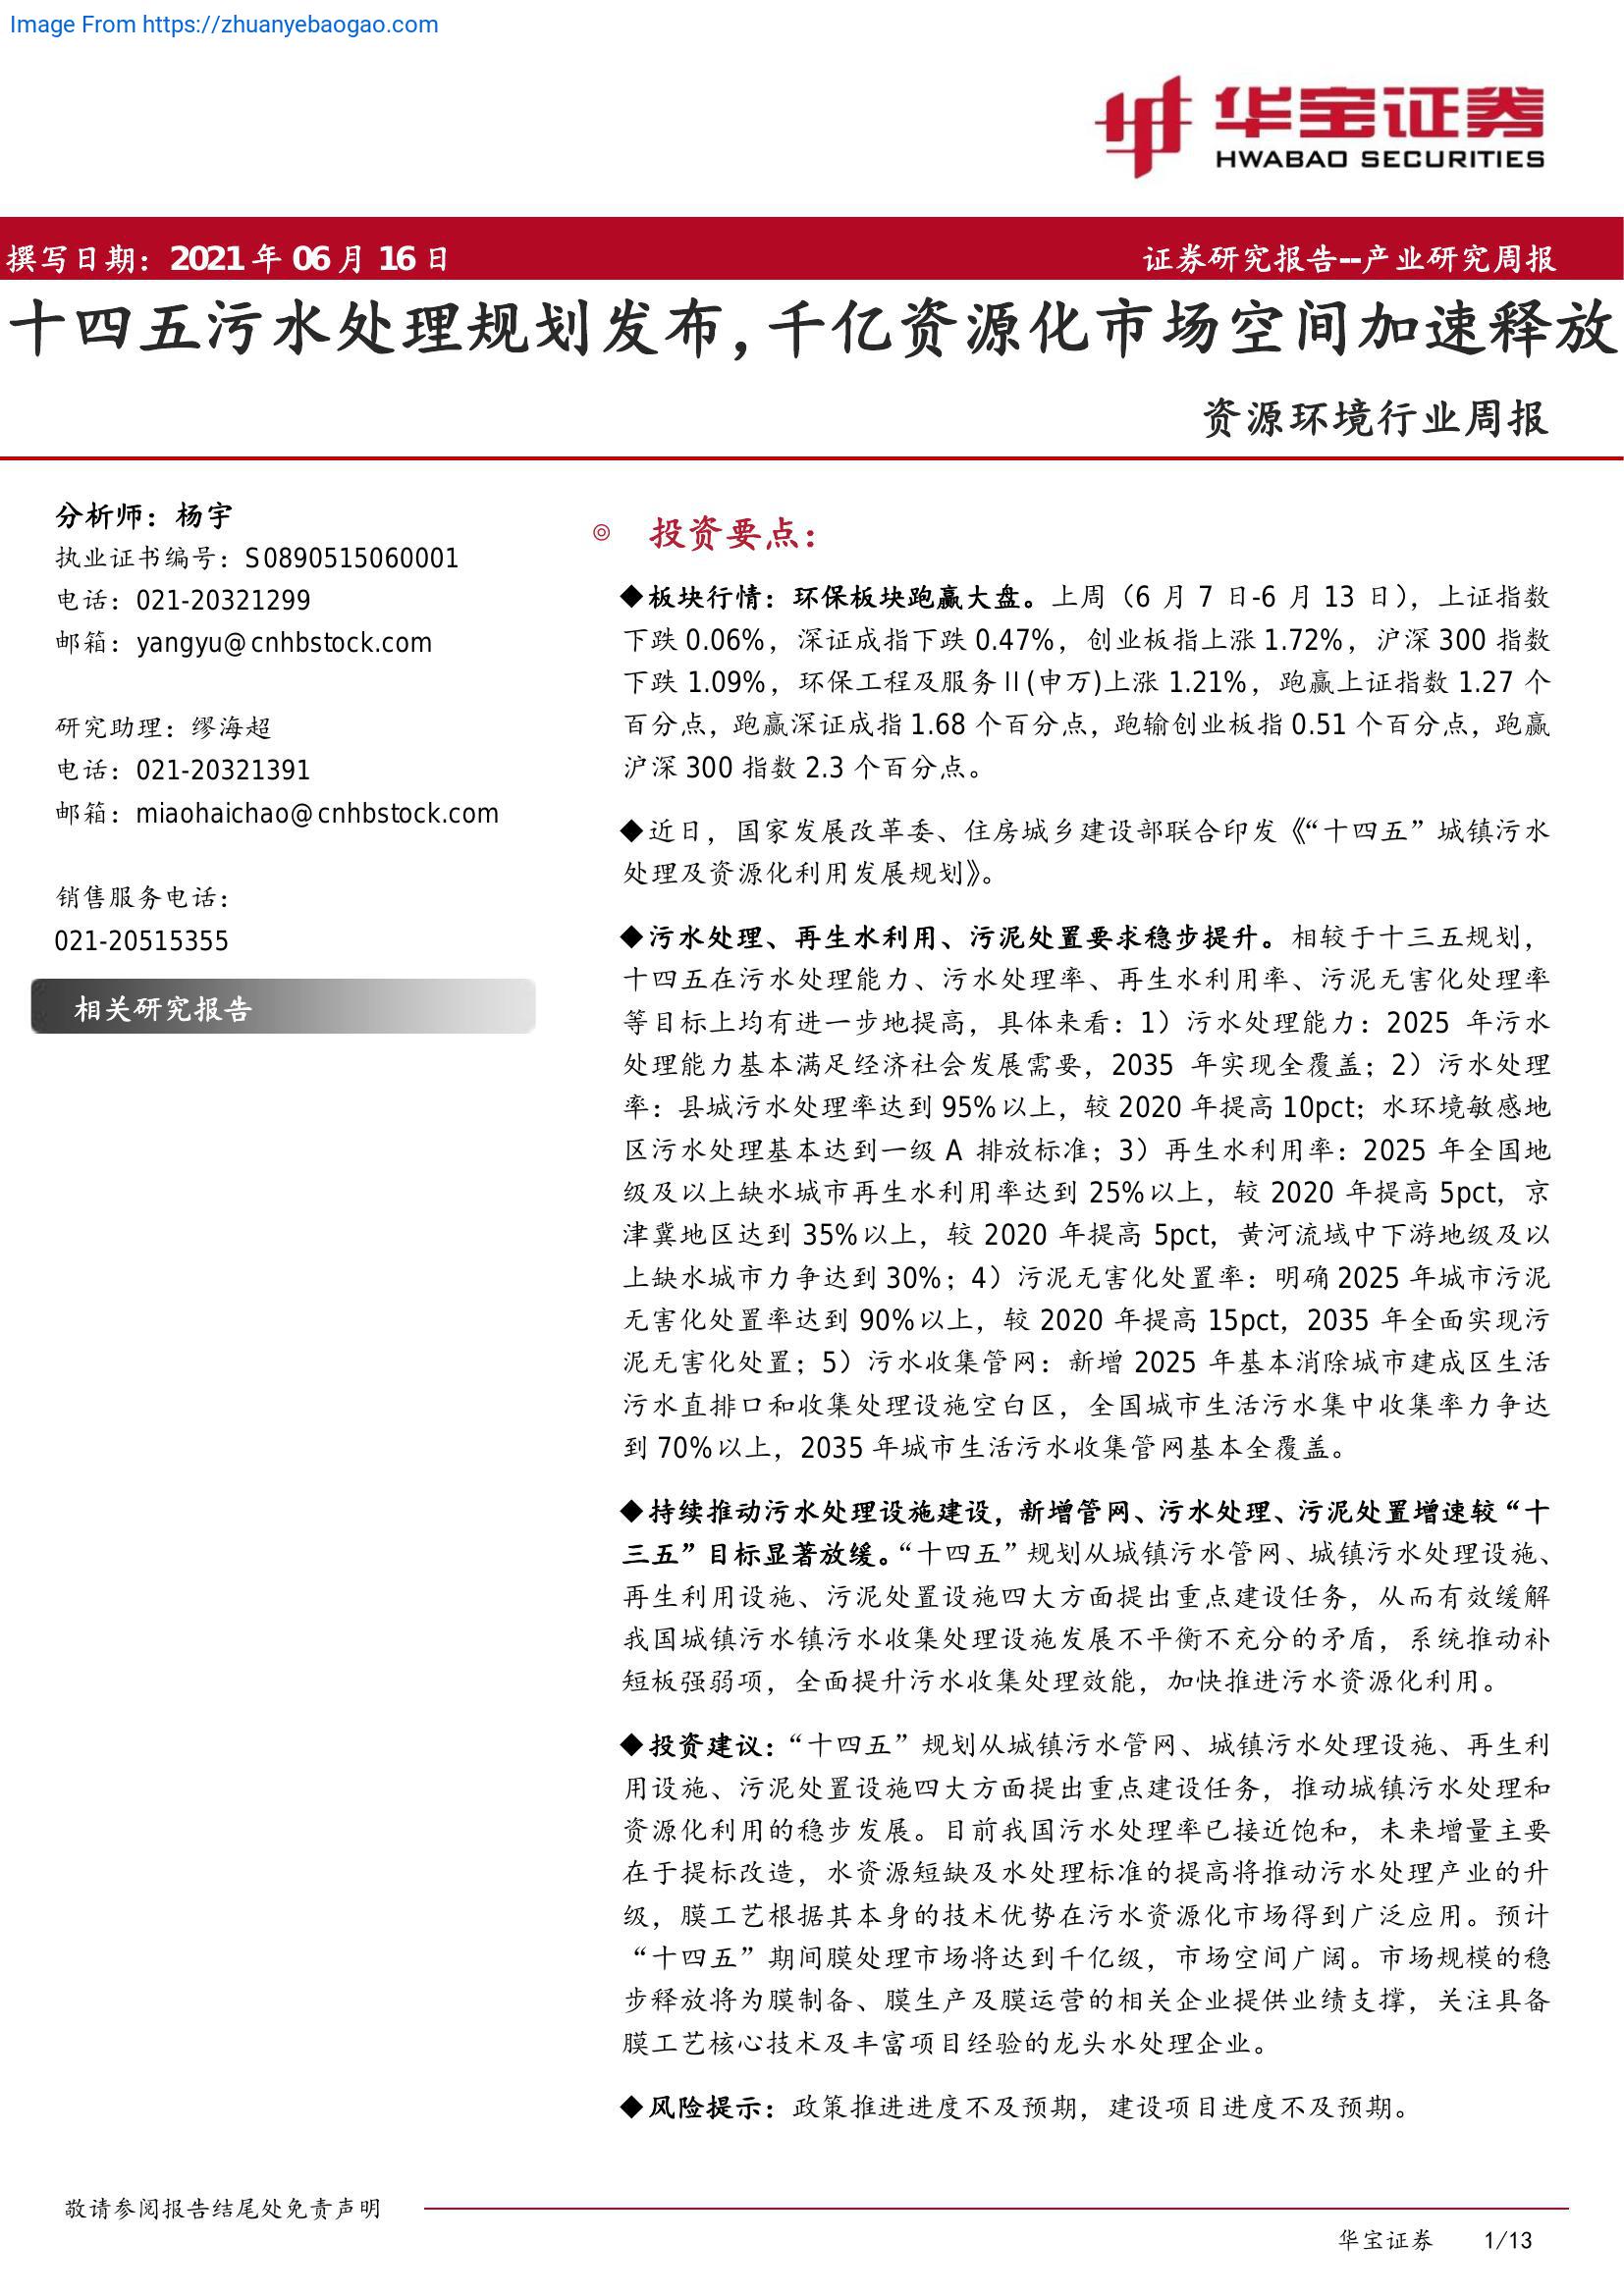 Image From https://zhuanyebaogao.com
华宝证券
HWABAO SECURITIES
撰写日期：2021 年 06 月 16 日
证券研究报告--产业研究周报
十四五污水处理规划发布，千亿资源化市场空间加速释放
资源环境行业周报
分析师：杨宇
执业证书编号：S0890515060001
电话：021-20321299
邮箱：yangyu@cnhbstock.com
研究助理：缪海超
电话：021-20321391
邮箱：miaohaichao@cnhbstock.com
销售服务电话：
021-20515355
相关研究报告
◎ 投资要点：
◆板块行情：环保板块跑赢大盘。上周（6 月 7 日-6 月 13 日），上证指数
下跌 0.06%，深证成指下跌 0.47%，创业板指上涨 1.72%，沪深 300 指数
下跌 1.09%，环保工程及服务Ⅱ(申万)上涨 1.21%，跑赢上证指数 1.27 个
百分点，跑赢深证成指 1.68 个百分点，跑输创业板指 0.51 个百分点，跑赢
沪深 300 指数 2.3 个百分点。
◆近日，国家发展改革委、住房城乡建设部联合印发《“十四五”城镇污水
处理及资源化利用发展规划》。
◆污水处理、再生水利用、污泥处置要求稳步提升。相较于十三五规划，
十四五在污水处理能力、污水处理率、再生水利用率、污泥无害化处理率
等目标上均有进一步地提高，具体来看：1）污水处理能力：2025 年污水
处理能力基本满足经济社会发展需要，2035 年实现全覆盖；2）污水处理
率：县城污水处理率达到 95%以上，较 2020 年提高 10pct；水环境敏感地
区污水处理基本达到一级 A 排放标准；3）再生水利用率：2025 年全国地
级及以上缺水城市再生水利用率达到 25%以上，较 2020 年提高 5pct，京
津冀地区达到 35%以上，较 2020 年提高 5pct，黄河流域中下游地级及以
上缺水城市力争达到 30%；4）污泥无害化处置率：明确 2025 年城市污泥
无害化处置率达到 90%以上，较 2020 年提高 15pct，2035 年全面实现污
泥无害化处置；5）污水收集管网：新增 2025 年基本消除城市建成区生活
污水直排口和收集处理设施空白区，全国城市生活污水集中收集率力争达
到 70%以上，2035 年城市生活污水收集管网基本全覆盖。
◆持续推动污水处理设施建设，新增管网、污水处理、污泥处置增速较“十
三五”目标显著放缓。“十四五”规划从城镇污水管网、城镇污水处理设施、
再生利用设施、污泥处置设施四大方面提出重点建设任务，从而有效缓解
我国城镇污水镇污水收集处理设施发展不平衡不充分的矛盾，系统推动补
短板强弱项，全面提升污水收集处理效能，加快推进污水资源化利用。
◆投资建议：“十四五”规划从城镇污水管网、城镇污水处理设施、再生利
用设施、污泥处置设施四大方面提出重点建设任务，推动城镇污水处理和
资源化利用的稳步发展。目前我国污水处理率已接近饱和，未来增量主要
在于提标改造，水资源短缺及水处理标准的提高将推动污水处理产业的升
级，膜工艺根据其本身的技术优势在污水资源化市场得到广泛应用。预计
“十四五”期间膜处理市场将达到千亿级，市场空间广阔。市场规模的稳
步释放将为膜制备、膜生产及膜运营的相关企业提供业绩支撑，关注具备
膜工艺核心技术及丰富项目经验的龙头水处理企业。
◆风险提示：政策推进进度不及预期，建设项目进度不及预期。
敬请参阅报告结尾处免责声明
华宝证券 1/13